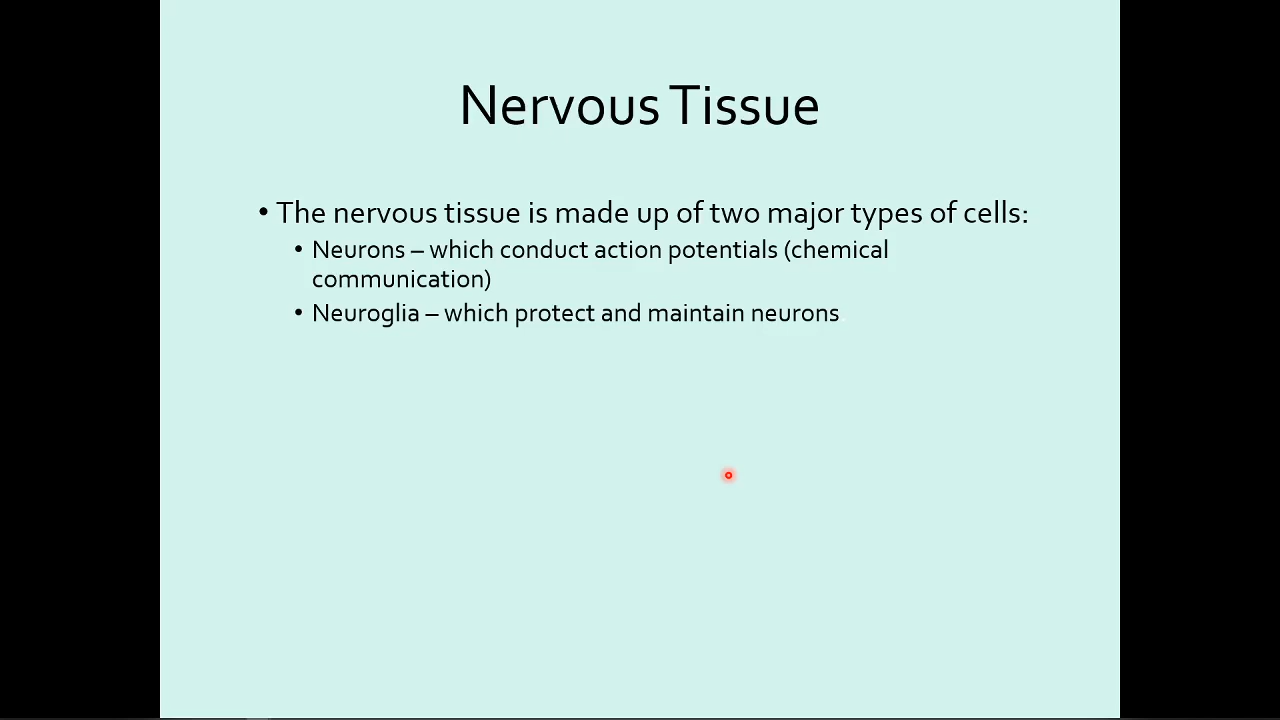 Nervous Tissue
• The nervous tissue is made up of two major types of cells:
• Neurons – which conduct action potentials (chemical
communication)
• Neuroglia – which protect and maintain neurons.